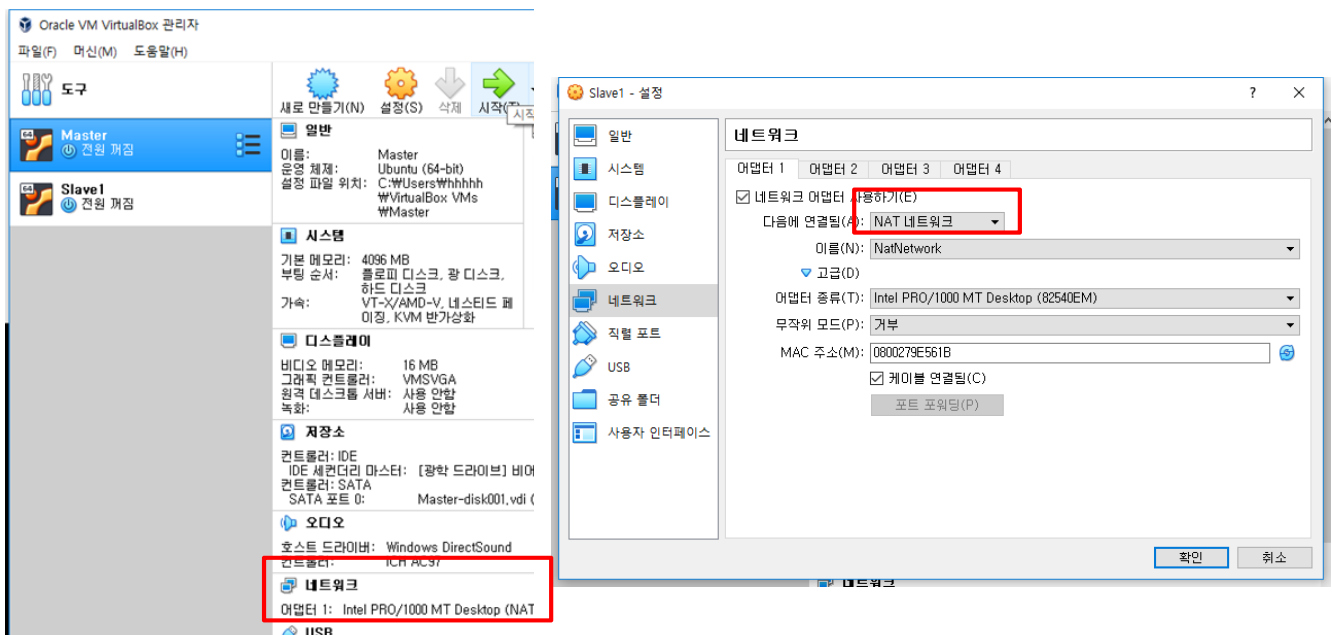 Oracle VM VirtualBox 관리자
파일(F) 머신(M) 도움말(H)
도구
새로 만들기(N) 설정(S) 삭제 시작(T)
시작
Master
전원 꺼짐
Slave1
전원 꺼짐
일반
이름: Master
운영 체제: Ubuntu (64-bit)
설정 파일 위치: C:₩Users₩hhhhh
₩VirtualBox VMs
₩Master
시스템
기본 메모리: 4096 MB
부팅 순서: 플로피 디스크, 광 디스크,
하드 디스크
가속: VT-X/AMD-V, 네스티드 페
이징, KVM 반가상화
디스플레이
비디오 메모리: 16 MB
그래픽 컨트롤러: VMSVGA
원격 데스크톱 서버: 사용 안함
녹화: 사용 안함
저장소
컨트롤러: IDE
IDE 세컨더리 마스터: [광학 드라이브] 비어
컨트롤러: SATA
SATA 포트 0: Master-disk001.vdi (
오디오
호스트 드라이버: Windows DirectSound
컨트롤러: ICH AC97
네트워크
어댑터 1: Intel PRO/1000 MT Desktop (NAT
USB
Slave1 - 설정
? ×
일반
시스템
디스플레이
저장소
오디오
네트워크
직렬 포트
USB
공유 폴더
사용자 인터페이스
네트워크
어댑터 1 어댑터 2 어댑터 3 어댑터 4
네트워크 어댑터 사용하기(E)
다음에 연결됨(A): NAT 네트워크
이름(N): NatNetwork
고급(D)
어댑터 종류(T): Intel PRO/1000 MT Desktop (82540EM)
무작위 모드(P): 거부
MAC 주소(M): 0800279E561B
케이블 연결됨(C)
포트 포워딩(P)
확인 취소
네트워크